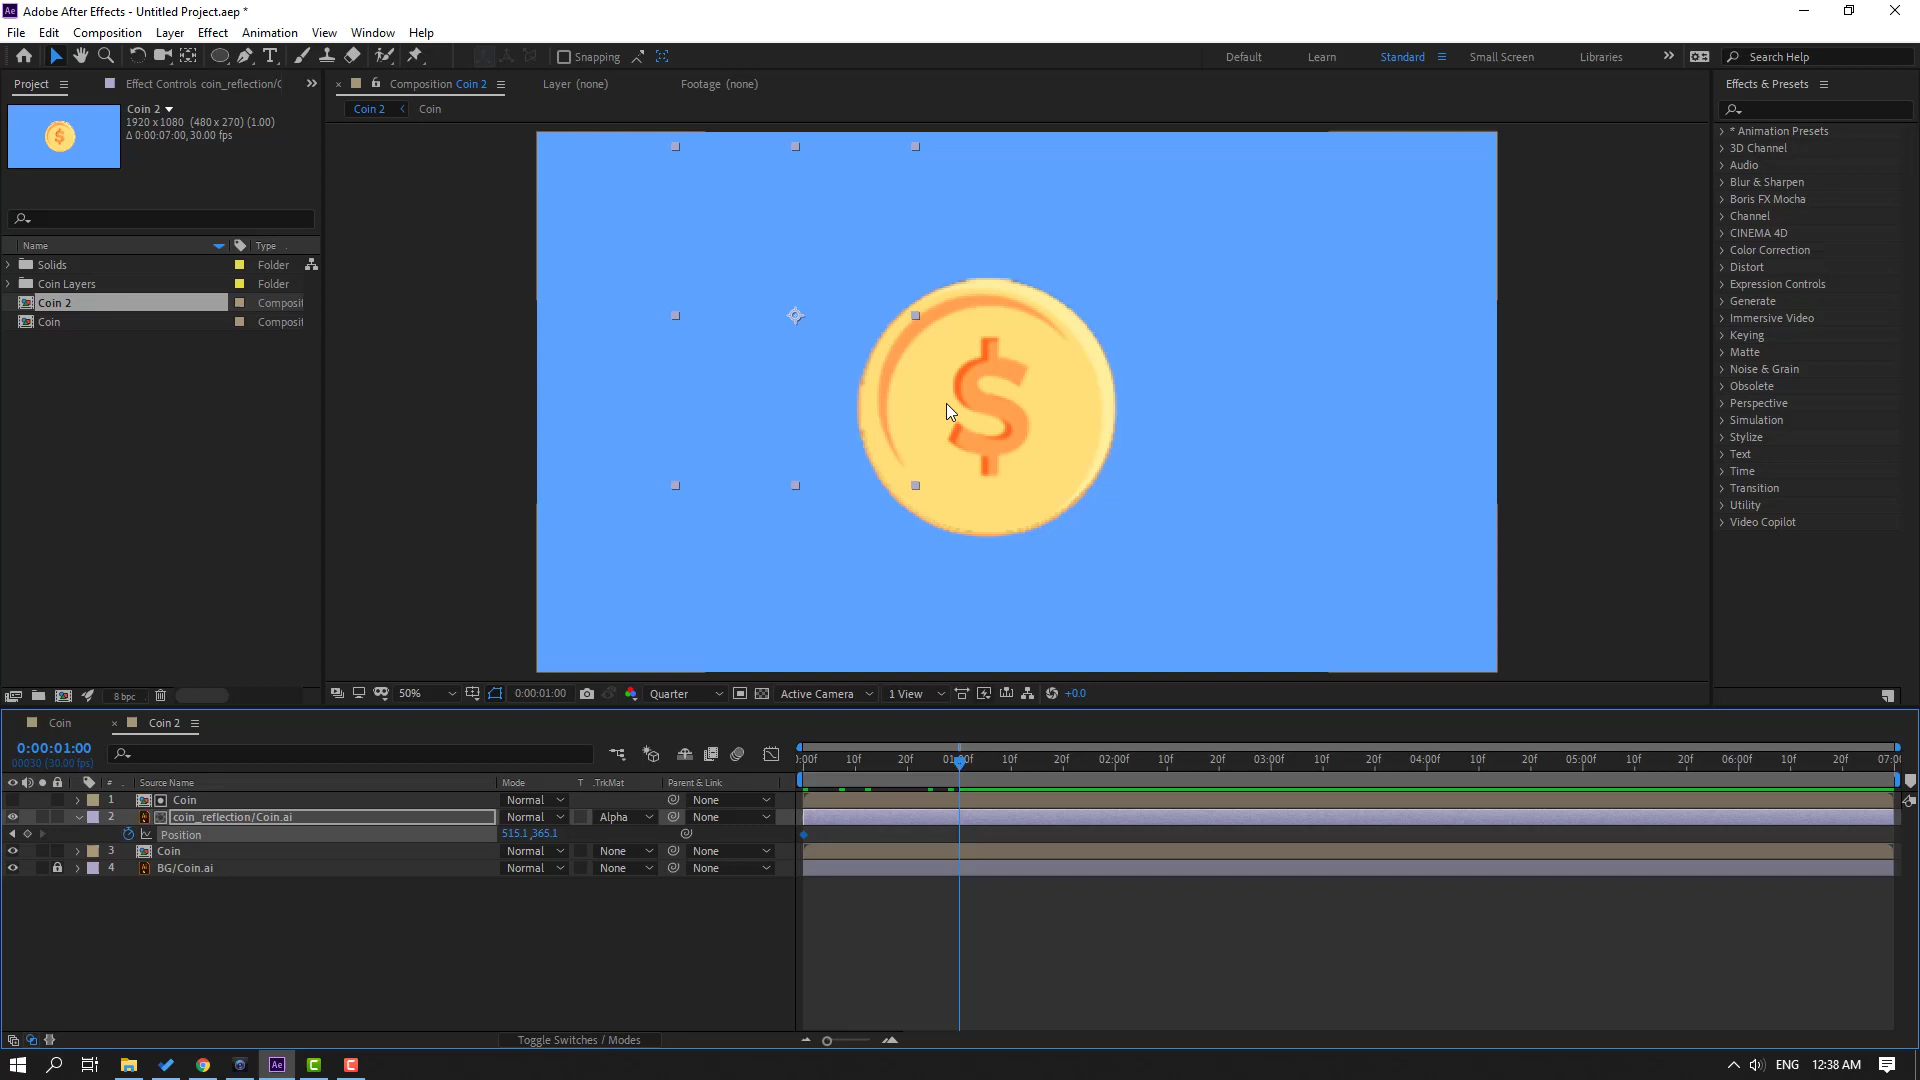 Adobe After Effects - Untitled Project.aep *
File Edit Composition Layer Effect Animation View Window Help
Snapping Default Learn Standard Small Screen Libraries Search Help
Project Effect Controls coin_reflection/C
Coin 2
1920 x 1080 (480 x 270) (1.00)
Δ 0:00:07:00, 30.00 fps
Name Type
Solids Folder
Coin Layers Folder
Coin 2 Composit
Coin Composit
8 bpc
Composition Coin 2 Layer (none) Footage (none)
Coin 2 Coin
$
50% 0:00:01:00 Quarter Active Camera 1 View +0.0
Effects & Presets
* Animation Presets
3D Channel
Audio
Blur & Sharpen
Boris FX Mocha
Channel
CINEMA 4D
Color Correction
Distort
Expression Controls
Generate
Immersive Video
Keying
Matte
Noise & Grain
Obsolete
Perspective
Simulation
Stylize
Text
Time
Transition
Utility
Video Copilot
Coin Coin 2
0:00:01:00
00030 (30.00 fps)
# Source Name Mode T .TrkMat Parent & Link
):00f 10f 20f 01:00f 10f 20f 02:00f 10f 20f 03:00f 10f 20f 04:00f 10f 20f 05:00f 10f 20f 06:00f 10f 20f 07:00
1 Coin Normal None
2 coin_reflection/Coin.ai Normal Alpha None
Position 515.1,365.1
3 Coin Normal None None
4 BG/Coin.ai Normal None None
Toggle Switches / Modes
Ae ENG 12:38 AM